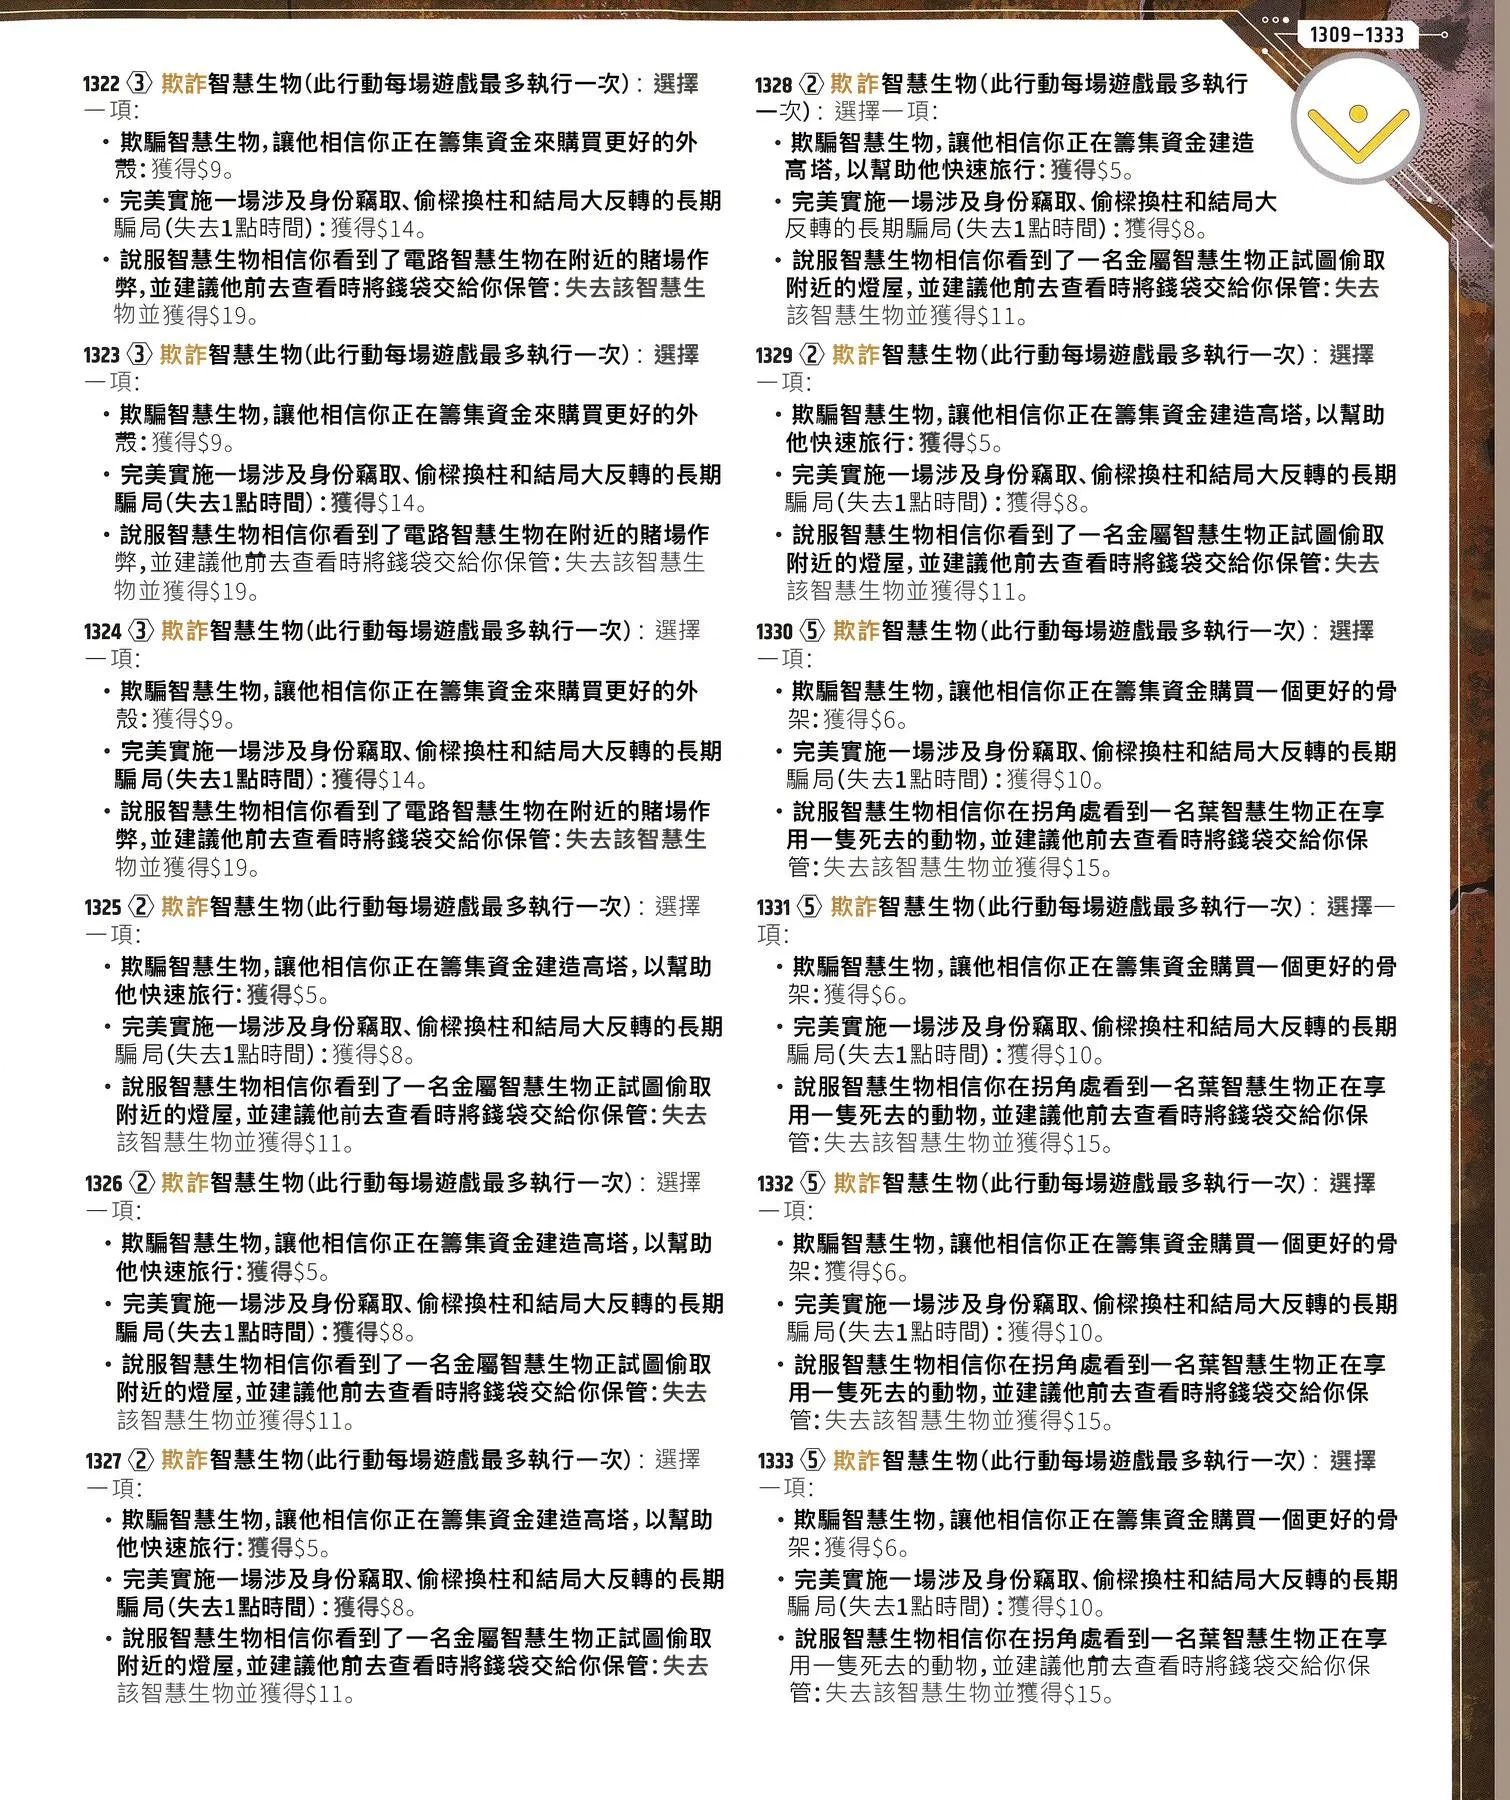 1309–1333
1322 ③ 欺詐智慧生物(此行動每場遊戲最多執行一次)：選擇
一項:
• 欺騙智慧生物,讓他相信你正在籌集資金來購買更好的外
殼：獲得$9。
• 完美實施一場涉及身份竊取、偷樑換柱和結局大反轉的長期
騙局(失去1點時間)：獲得$14。
• 說服智慧生物相信你看到了電路智慧生物在附近的賭場作
弊,並建議他前去查看時將錢袋交給你保管：失去該智慧生
物並獲得$19。
1323 ③ 欺詐智慧生物(此行動每場遊戲最多執行一次)：選擇
一項:
• 欺騙智慧生物,讓他相信你正在籌集資金來購買更好的外
殼：獲得$9。
• 完美實施一場涉及身份竊取、偷樑換柱和結局大反轉的長期
騙局(失去1點時間)：獲得$14。
• 說服智慧生物相信你看到了電路智慧生物在附近的賭場作
弊,並建議他前去查看時將錢袋交給你保管：失去該智慧生
物並獲得$19。
1324 ③ 欺詐智慧生物(此行動每場遊戲最多執行一次)：選擇
一項:
• 欺騙智慧生物,讓他相信你正在籌集資金來購買更好的外
殼：獲得$9。
• 完美實施一場涉及身份竊取、偷樑換柱和結局大反轉的長期
騙局(失去1點時間)：獲得$14。
• 說服智慧生物相信你看到了電路智慧生物在附近的賭場作
弊,並建議他前去查看時將錢袋交給你保管：失去該智慧生
物並獲得$19。
1325 ② 欺詐智慧生物(此行動每場遊戲最多執行一次)：選擇
一項:
• 欺騙智慧生物,讓他相信你正在籌集資金建造高塔,以幫助
他快速旅行：獲得$5。
• 完美實施一場涉及身份竊取、偷樑換柱和結局大反轉的長期
騙局(失去1點時間)：獲得$8。
• 說服智慧生物相信你看到了一名金屬智慧生物正試圖偷取
附近的燈屋,並建議他前去查看時將錢袋交給你保管：失去
該智慧生物並獲得$11。
1326 ② 欺詐智慧生物(此行動每場遊戲最多執行一次)：選擇
一項:
• 欺騙智慧生物,讓他相信你正在籌集資金建造高塔,以幫助
他快速旅行：獲得$5。
• 完美實施一場涉及身份竊取、偷樑換柱和結局大反轉的長期
騙局(失去1點時間)：獲得$8。
• 說服智慧生物相信你看到了一名金屬智慧生物正試圖偷取
附近的燈屋,並建議他前去查看時將錢袋交給你保管：失去
該智慧生物並獲得$11。
1327 ② 欺詐智慧生物(此行動每場遊戲最多執行一次)：選擇
一項:
• 欺騙智慧生物,讓他相信你正在籌集資金建造高塔,以幫助
他快速旅行：獲得$5。
• 完美實施一場涉及身份竊取、偷樑換柱和結局大反轉的長期
騙局(失去1點時間)：獲得$8。
• 說服智慧生物相信你看到了一名金屬智慧生物正試圖偷取
附近的燈屋,並建議他前去查看時將錢袋交給你保管：失去
該智慧生物並獲得$11。
1328 ② 欺詐智慧生物(此行動每場遊戲最多執行
一次)：選擇一項:
• 欺騙智慧生物,讓他相信你正在籌集資金建造
高塔,以幫助他快速旅行：獲得$5。
• 完美實施一場涉及身份竊取、偷樑換柱和結局大
反轉的長期騙局(失去1點時間)：獲得$8。
• 說服智慧生物相信你看到了一名金屬智慧生物正試圖偷取
附近的燈屋,並建議他前去查看時將錢袋交給你保管：失去
該智慧生物並獲得$11。
1329 ② 欺詐智慧生物(此行動每場遊戲最多執行一次)：選擇
一項:
• 欺騙智慧生物,讓他相信你正在籌集資金建造高塔,以幫助
他快速旅行：獲得$5。
• 完美實施一場涉及身份竊取、偷樑換柱和結局大反轉的長期
騙局(失去1點時間)：獲得$8。
• 說服智慧生物相信你看到了一名金屬智慧生物正試圖偷取
附近的燈屋,並建議他前去查看時將錢袋交給你保管：失去
該智慧生物並獲得$11。
1330 ⑤ 欺詐智慧生物(此行動每場遊戲最多執行一次)：選擇
一項:
• 欺騙智慧生物,讓他相信你正在籌集資金購買一個更好的骨
架：獲得$6。
• 完美實施一場涉及身份竊取、偷樑換柱和結局大反轉的長期
騙局(失去1點時間)：獲得$10。
• 說服智慧生物相信你在拐角處看到一名葉智慧生物正在享
用一隻死去的動物,並建議他前去查看時將錢袋交給你保
管：失去該智慧生物並獲得$15。
1331 ⑤ 欺詐智慧生物(此行動每場遊戲最多執行一次)：選擇一
項:
• 欺騙智慧生物,讓他相信你正在籌集資金購買一個更好的骨
架：獲得$6。
• 完美實施一場涉及身份竊取、偷樑換柱和結局大反轉的長期
騙局(失去1點時間)：獲得$10。
• 說服智慧生物相信你在拐角處看到一名葉智慧生物正在享
用一隻死去的動物,並建議他前去查看時將錢袋交給你保
管：失去該智慧生物並獲得$15。
1332 ⑤ 欺詐智慧生物(此行動每場遊戲最多執行一次)：選擇
一項:
• 欺騙智慧生物,讓他相信你正在籌集資金購買一個更好的骨
架：獲得$6。
• 完美實施一場涉及身份竊取、偷樑換柱和結局大反轉的長期
騙局(失去1點時間)：獲得$10。
• 說服智慧生物相信你在拐角處看到一名葉智慧生物正在享
用一隻死去的動物,並建議他前去查看時將錢袋交給你保
管：失去該智慧生物並獲得$15。
1333 ⑤ 欺詐智慧生物(此行動每場遊戲最多執行一次)：選擇
一項:
• 欺騙智慧生物,讓他相信你正在籌集資金購買一個更好的骨
架：獲得$6。
• 完美實施一場涉及身份竊取、偷樑換柱和結局大反轉的長期
騙局(失去1點時間)：獲得$10。
• 說服智慧生物相信你在拐角處看到一名葉智慧生物正在享
用一隻死去的動物,並建議他前去查看時將錢袋交給你保
管：失去該智慧生物並獲得$15。